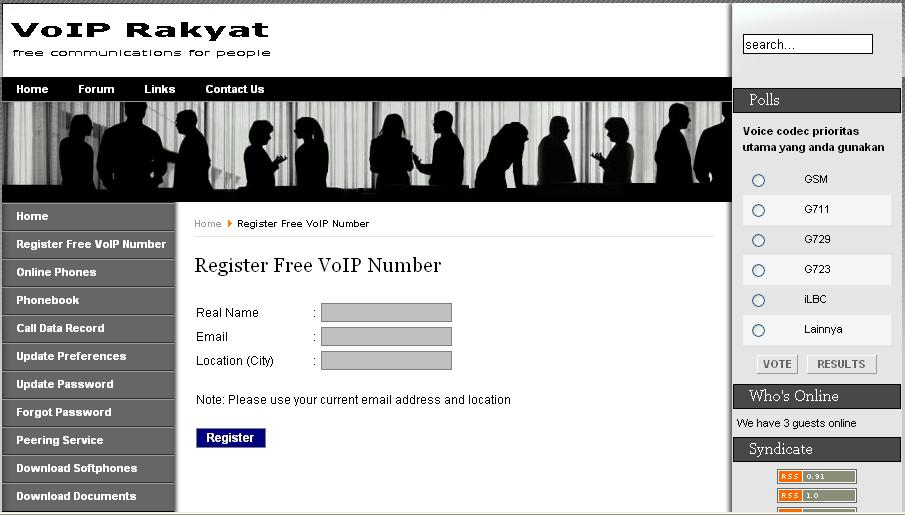 VoIP Rakyat
free communications for people
search...
Home Forum Links Contact Us
Home
Register Free VoIP Number
Online Phones
Phonebook
Call Data Record
Update Preferences
Update Password
Forgot Password
Peering Service
Download Softphones
Download Documents
Home Register Free VoIP Number
Register Free VoIP Number
Real Name :
Email :
Location (City) :
Note: Please use your current email address and location
Register
Polls
Voice codec prioritas
utama yang anda gunakan
GSM
G711
G729
G723
iLBC
Lainnya
VOTE RESULTS
Who's Online
We have 3 guests online
Syndicate
RSS 0.91
RSS 1.0